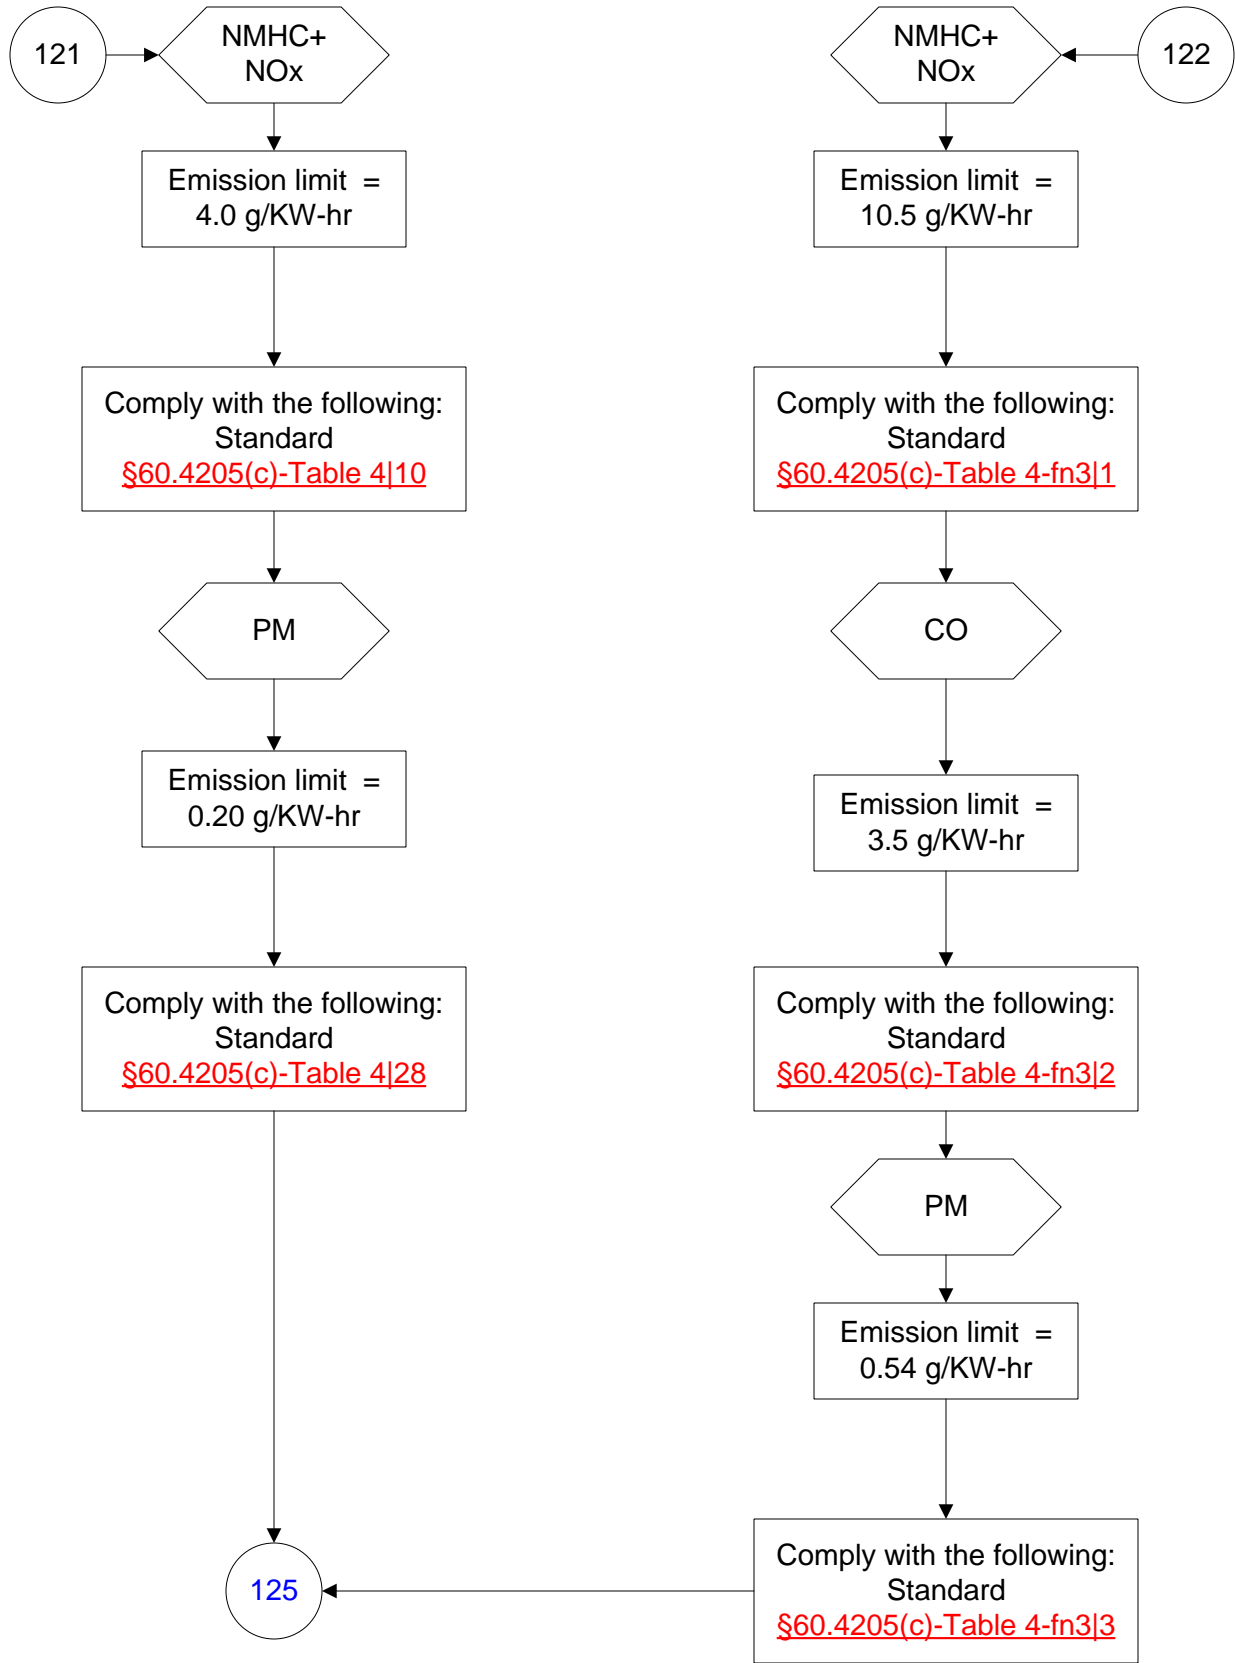 121
NMHC+
NOx
Emission limit  =
4.0 g/KW-hr
Comply with the following:
Standard
§60.4205(c)-Table 4|10
PM
Emission limit  =
0.20 g/KW-hr
Comply with the following:
Standard
§60.4205(c)-Table 4|28
125
NMHC+
NOx
122
Emission limit  =
10.5 g/KW-hr
Comply with the following:
Standard
§60.4205(c)-Table 4-fn3|1
CO
Emission limit  =
3.5 g/KW-hr
Comply with the following:
Standard
§60.4205(c)-Table 4-fn3|2
PM
Emission limit  =
0.54 g/KW-hr
Comply with the following:
Standard
§60.4205(c)-Table 4-fn3|3